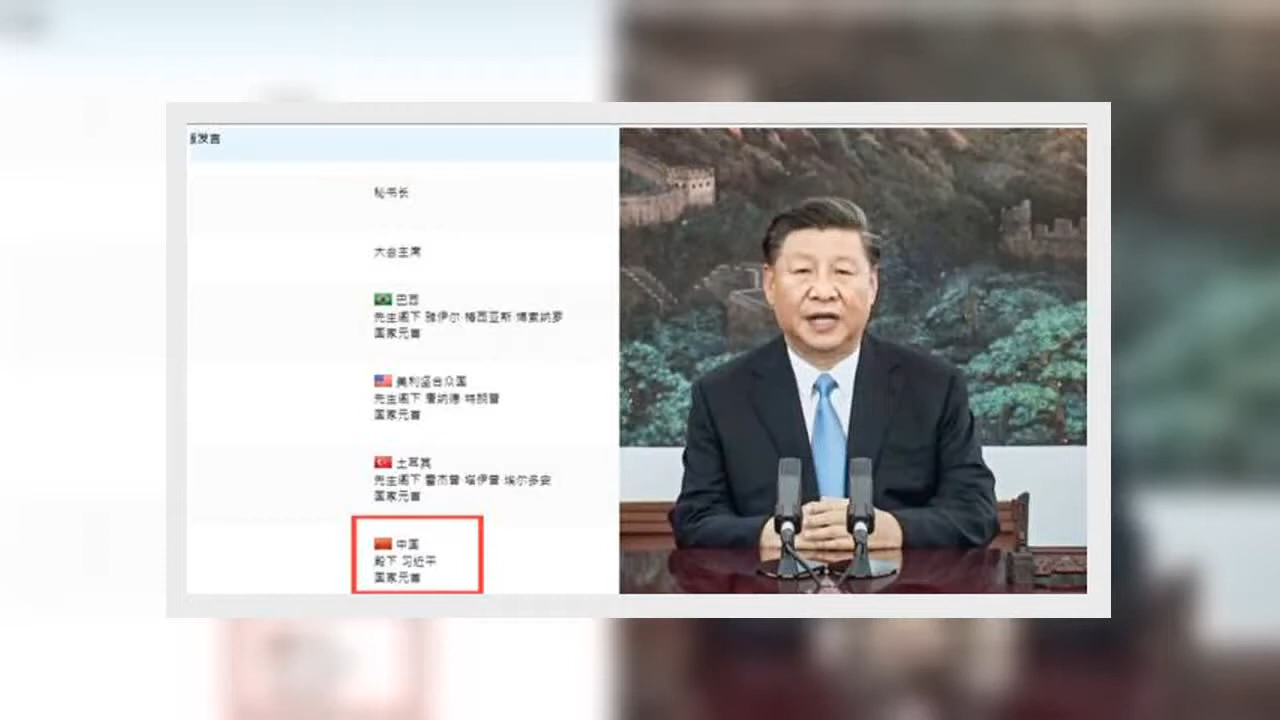 发言
秘书长
大会主席
巴西
先生阁下 雅伊尔·梅西亚斯·博索纳罗
国家元首
美利坚合众国
先生阁下 唐纳德·特朗普
国家元首
土耳其
先生阁下 雷杰普·塔伊普·埃尔多安
国家元首
中国
殿下 习近平
国家元首